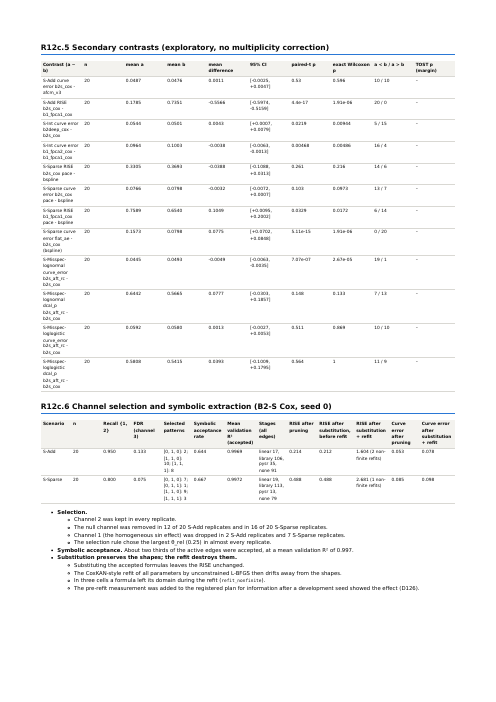 R12c.5 Secondary contrasts (exploratory, no multiplicity correction)
Contrast (a − b) n mean a mean b mean difference 95% CI paired-t p exact Wilcoxon p a < b / a > b TOST p (margin)
S-Add curve error b2s_cox - afcm_v3 20 0.0487 0.0476 0.0011 [-0.0025, +0.0047] 0.53 0.596 10 / 10 –
S-Add RISE b2s_cox - b1_fpca1_cox 20 0.1785 0.7351 -0.5566 [-0.5974, -0.5159] 4.4e-17 1.91e-06 20 / 0 –
S-Int curve error b2deep_cox - b2s_cox 20 0.0544 0.0501 0.0043 [+0.0007, +0.0079] 0.0219 0.00944 5 / 15 –
S-Int curve error b1_fpca2_cox - b1_fpca1_cox 20 0.0964 0.1003 -0.0038 [-0.0063, -0.0013] 0.00468 0.00486 16 / 4 –
S-Sparse RISE b2s_cox pace - bspline 20 0.3305 0.3693 -0.0388 [-0.1088, +0.0313] 0.261 0.216 14 / 6 –
S-Sparse curve error b2s_cox pace - bspline 20 0.0766 0.0798 -0.0032 [-0.0072, +0.0007] 0.103 0.0973 13 / 7 –
S-Sparse RISE b1_fpca1_cox pace - bspline 20 0.7589 0.6540 0.1049 [+0.0095, +0.2002] 0.0329 0.0172 6 / 14 –
S-Sparse curve error flat_ae - b2s_cox (bspline) 20 0.1573 0.0798 0.0775 [+0.0702, +0.0848] 5.11e-15 1.91e-06 0 / 20 –
S-Misspec-lognormal curve_error b2s_aft_rc - b2s_cox 20 0.0445 0.0493 -0.0049 [-0.0063, -0.0035] 7.07e-07 2.67e-05 19 / 1 –
S-Misspec-lognormal dcal_p b2s_aft_rc - b2s_cox 20 0.6442 0.5665 0.0777 [-0.0303, +0.1857] 0.148 0.133 7 / 13 –
S-Misspec-loglogistic curve_error b2s_aft_rc - b2s_cox 20 0.0592 0.0580 0.0013 [-0.0027, +0.0053] 0.511 0.869 10 / 10 –
S-Misspec-loglogistic dcal_p b2s_aft_rc - b2s_cox 20 0.5808 0.5415 0.0393 [-0.1009, +0.1795] 0.564 1 11 / 9 –
R12c.6 Channel selection and symbolic extraction (B2-S Cox, seed 0)
Scenario n Recall {1, 2} FDR (channel 3) Selected patterns Symbolic acceptance rate Mean validation R² (accepted) Stages (all edges) RISE after pruning RISE after substitution, before refit RISE after substitution + refit Curve error after pruning Curve error after substitution + refit
S-Add 20 0.950 0.133 [0, 1, 0]: 2; [1, 1, 0]: 10; [1, 1, 1]: 8 0.644 0.9969 linear 17, library 106, pysr 35, none 91 0.214 0.212 1.604 (2 non-finite refits) 0.053 0.078
S-Sparse 20 0.800 0.075 [0, 1, 0]: 7; [0, 1, 1]: 1; [1, 1, 0]: 9; [1, 1, 1]: 3 0.667 0.9972 linear 19, library 113, pysr 13, none 79 0.488 0.488 2.681 (1 non-finite refits) 0.085 0.098
• Selection.
Channel 2 was kept in every replicate.
The null channel was removed in 12 of 20 S-Add replicates and in 16 of 20 S-Sparse replicates.
Channel 1 (the homogeneous sin effect) was dropped in 2 S-Add replicates and 7 S-Sparse replicates.
The selection rule chose the largest θ_rel (0.25) in almost every replicate.
• Symbolic acceptance. About two thirds of the active edges were accepted, at a mean validation R² of 0.997.
• Substitution preserves the shapes; the refit destroys them.
Substituting the accepted formulas leaves the RISE unchanged.
The CoxKAN-style refit of all parameters by unconstrained L-BFGS then drifts away from the shapes.
In three cells a formula left its domain during the refit (refit_nonfinite).
The pre-refit measurement was added to the registered plan for information after a development seed showed the effect (D126).